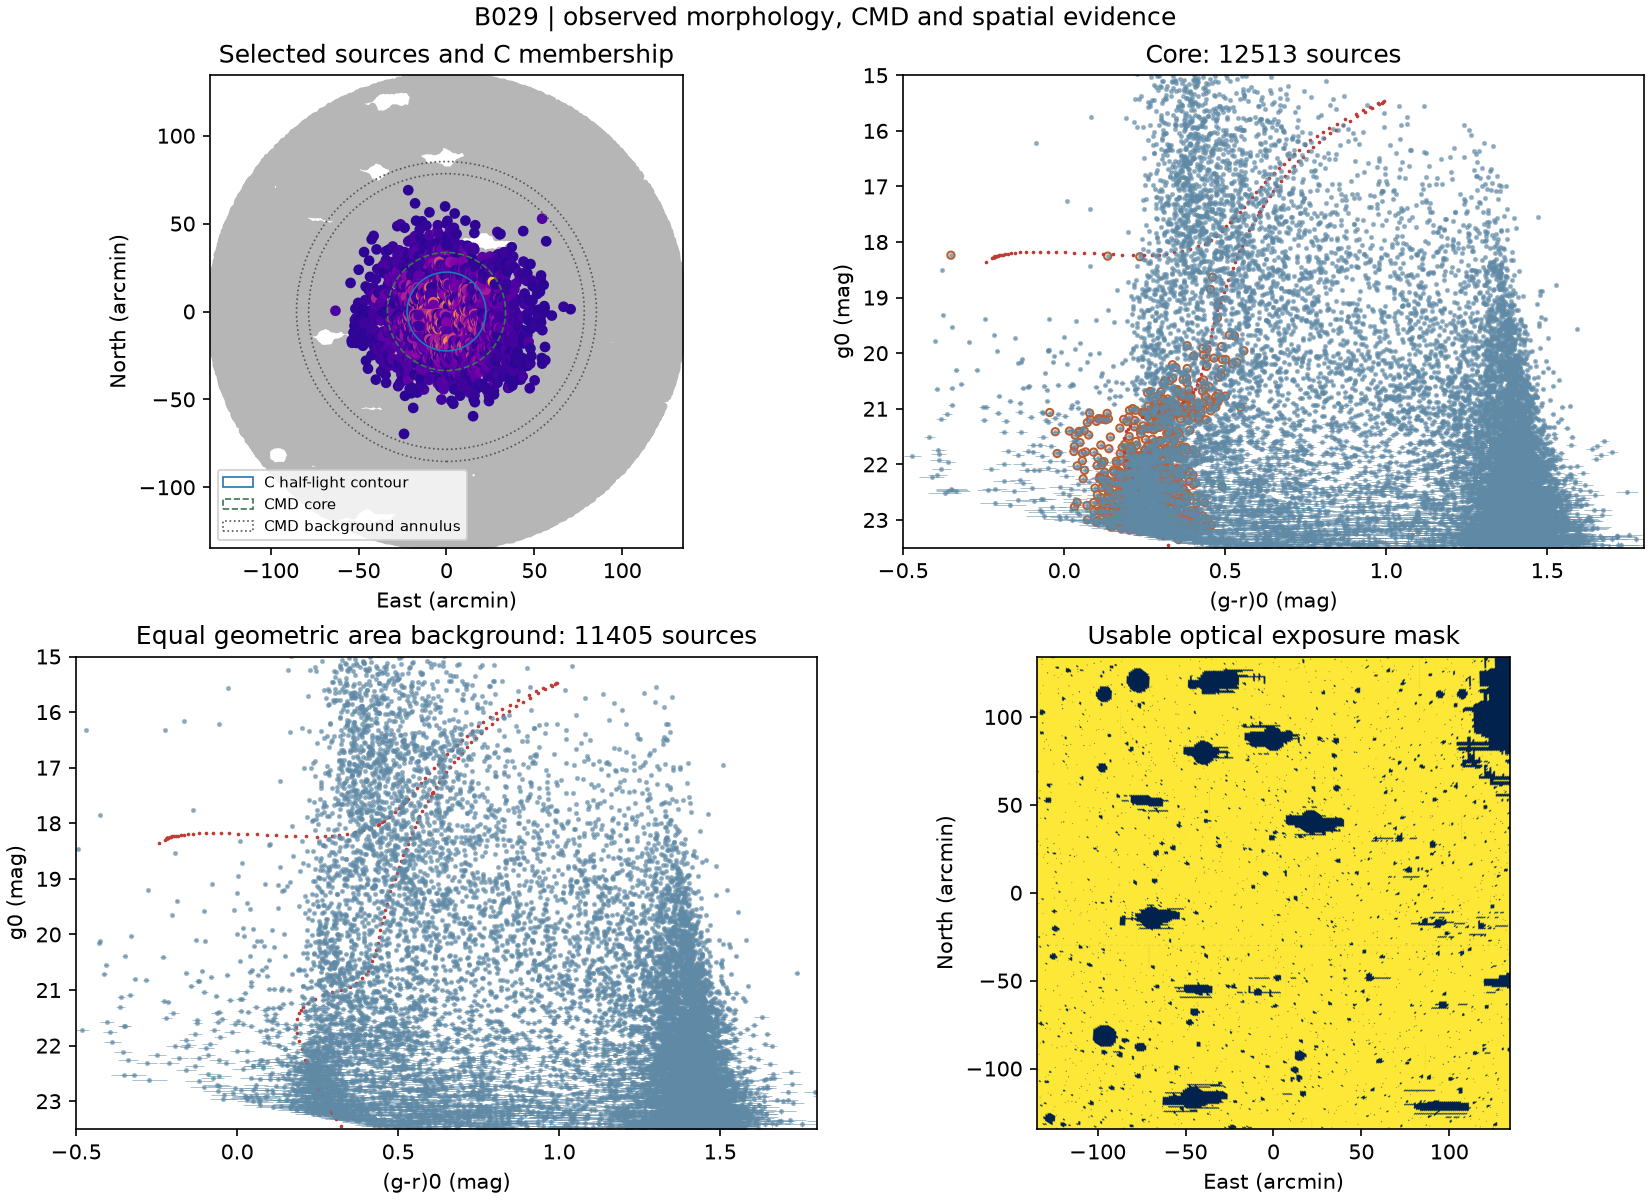 B029 | observed morphology, CMD and spatial evidence
Selected sources and C membership
North (arcmin)
100
50
0
−50
−100
C half-light contour
CMD core
CMD background annulus
−100 −50 0 50 100
East (arcmin)
Core: 12513 sources
g0 (mag)
15
16
17
18
19
20
21
22
23
−0.5 0.0 0.5 1.0 1.5
(g-r)0 (mag)
Equal geometric area background: 11405 sources
g0 (mag)
15
16
17
18
19
20
21
22
23
−0.5 0.0 0.5 1.0 1.5
(g-r)0 (mag)
Usable optical exposure mask
North (arcmin)
100
50
0
−50
−100
−100 −50 0 50 100
East (arcmin)